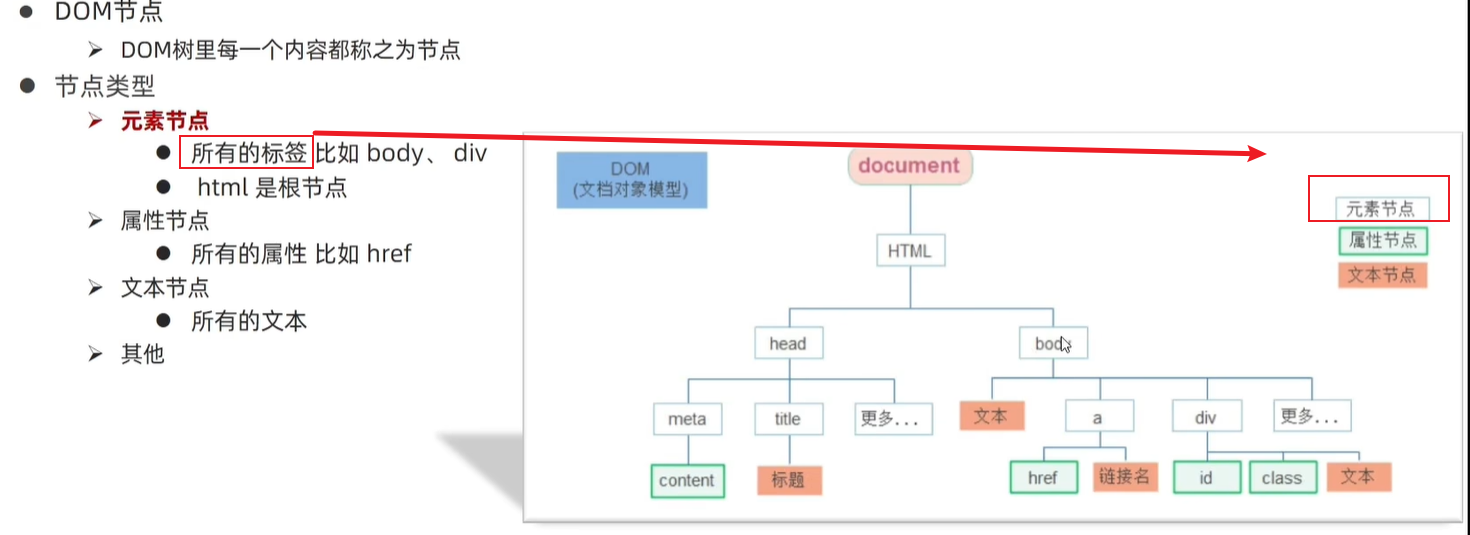 DOM节点
DOM树里每一个内容都称之为节点
节点类型
元素节点
所有的标签 比如 body、 div
html 是根节点
属性节点
所有的属性 比如 href
文本节点
所有的文本
其他
DOM
(文档对象模型)
document
元素节点
属性节点
文本节点
HTML
head
body
meta
title
更多...
文本
a
div
更多...
content
标题
href
链接名
id
class
文本